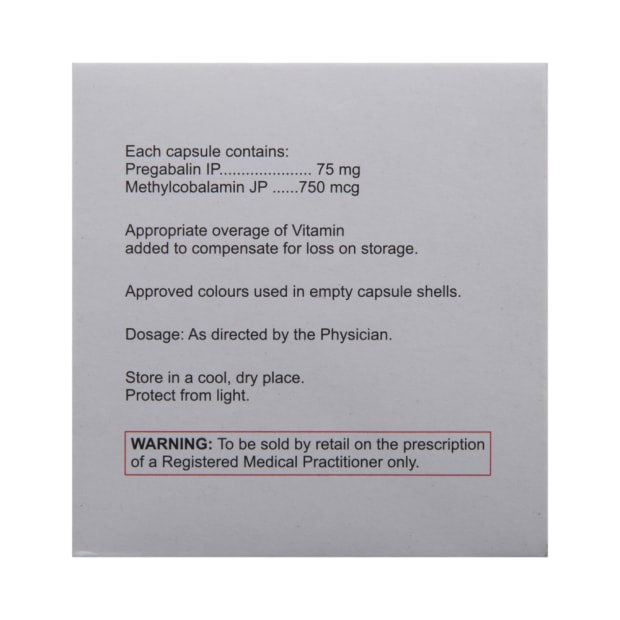 Each capsule contains:
Pregabalin IP..................... 75 mg
Methylcobalamin JP ......750 mcg
Appropriate overage of Vitamin
added to compensate for loss on storage.
Approved colours used in empty capsule shells.
Dosage: As directed by the Physician.
Store in a cool, dry place.
Protect from light.
WARNING: To be sold by retail on the prescription
of a Registered Medical Practitioner only.